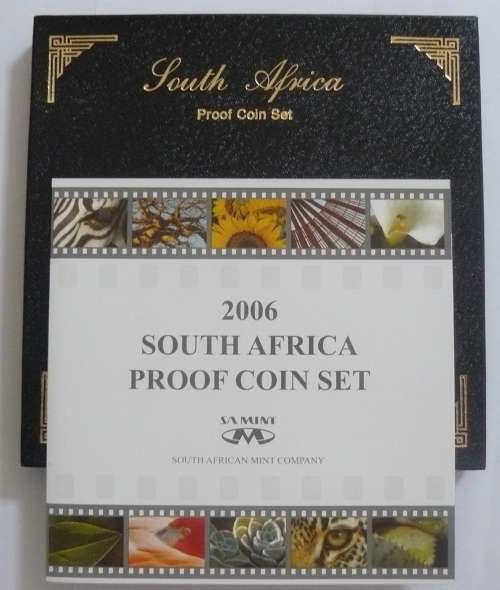 South Africa
Proof Coin Set
2006
SOUTH AFRICA
PROOF COIN SET
SA MINT
SOUTH AFRICAN MINT COMPANY